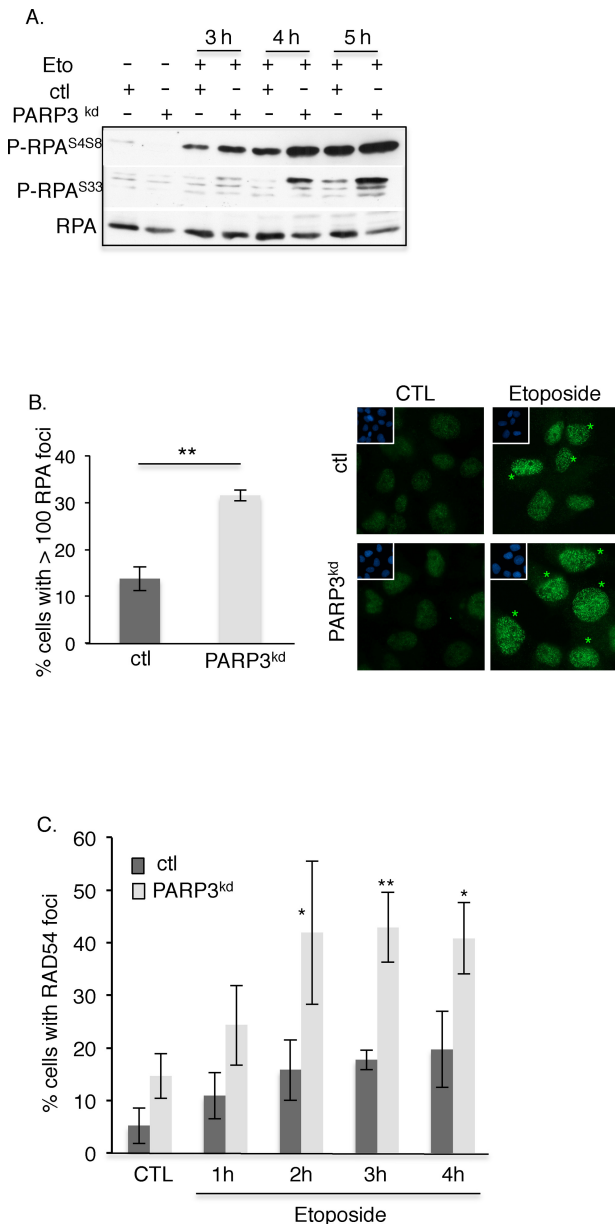 A.
3 h 4 h 5 h
Eto – – + + + + + +
ctl + – + – + – + –
PARP3 kd – + – + – + – +
P-RPAS4S8
P-RPAS33
RPA
B.
% cells with > 100 RPA foci
40
30
20
10
0
**
ctl PARP3kd
CTL Etoposide
ctl
* * *
PARP3kd
* * * * *
C.
% cells with RAD54 foci
60
50
40
30
20
10
0
ctl
PARP3kd
* ** *
CTL 1h 2h 3h 4h
Etoposide